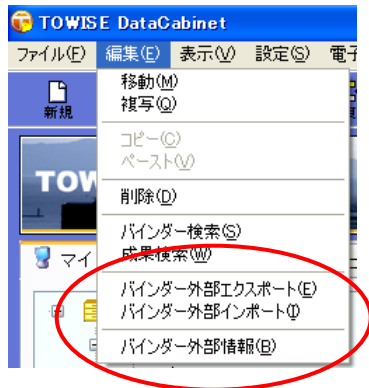 TOWISE DataCabinet
ファイル(F) 編集(E) 表示(V) 設定(S) 電子
新規
移動(M)
複写(Q)
コピー(C)
ペースト(V)
削除(D)
TOW
バインダー検索(S)
マイ
成果検索(W)
バインダー外部エクスポート(E)
バインダー外部インポート(I)
バインダー外部情報(B)